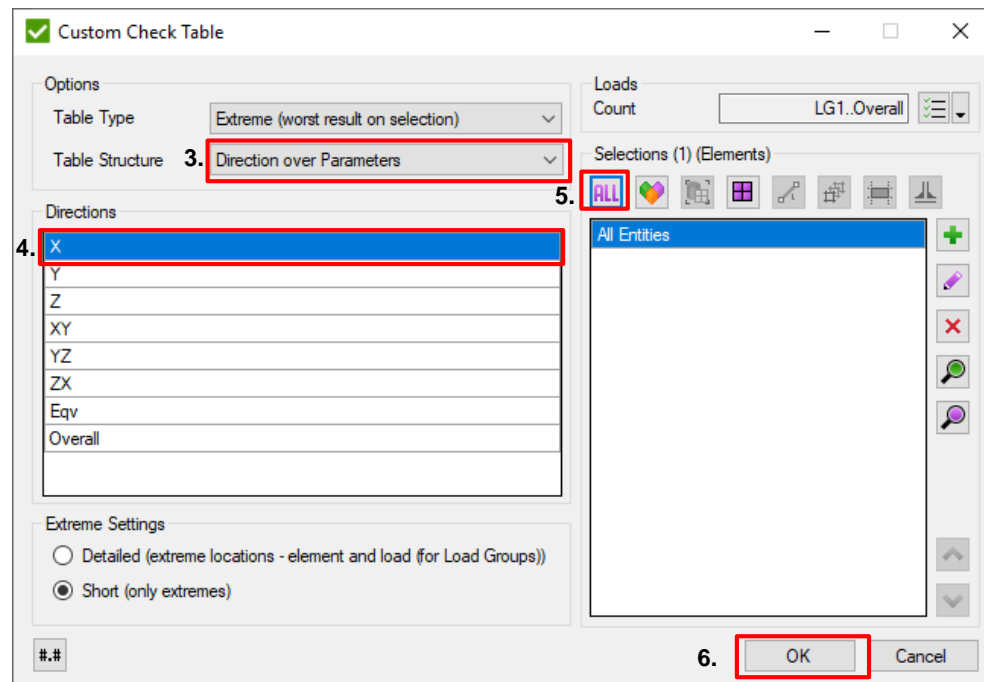 Custom Check Table
Options
Table Type
Extreme (worst result on selection)
Table Structure
3.
Direction over Parameters
Directions
4.
X
Y
Z
XY
YZ
ZX
Eqv
Overall
Extreme Settings
Detailed (extreme locations - element and load (for Load Groups))
Short (only extremes)
#.#
Loads
Count
LG1..Overall
Selections (1) (Elements)
5.
ALL
All Entities
6.
OK
Cancel